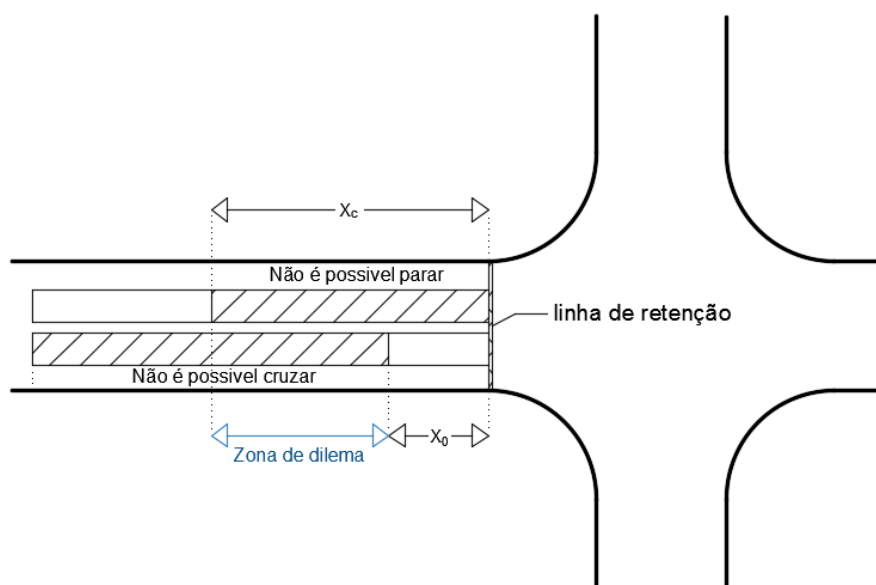 Xc
Não é possivel parar
linha de retenção
Não é possivel cruzar
X0
Zona de dilema